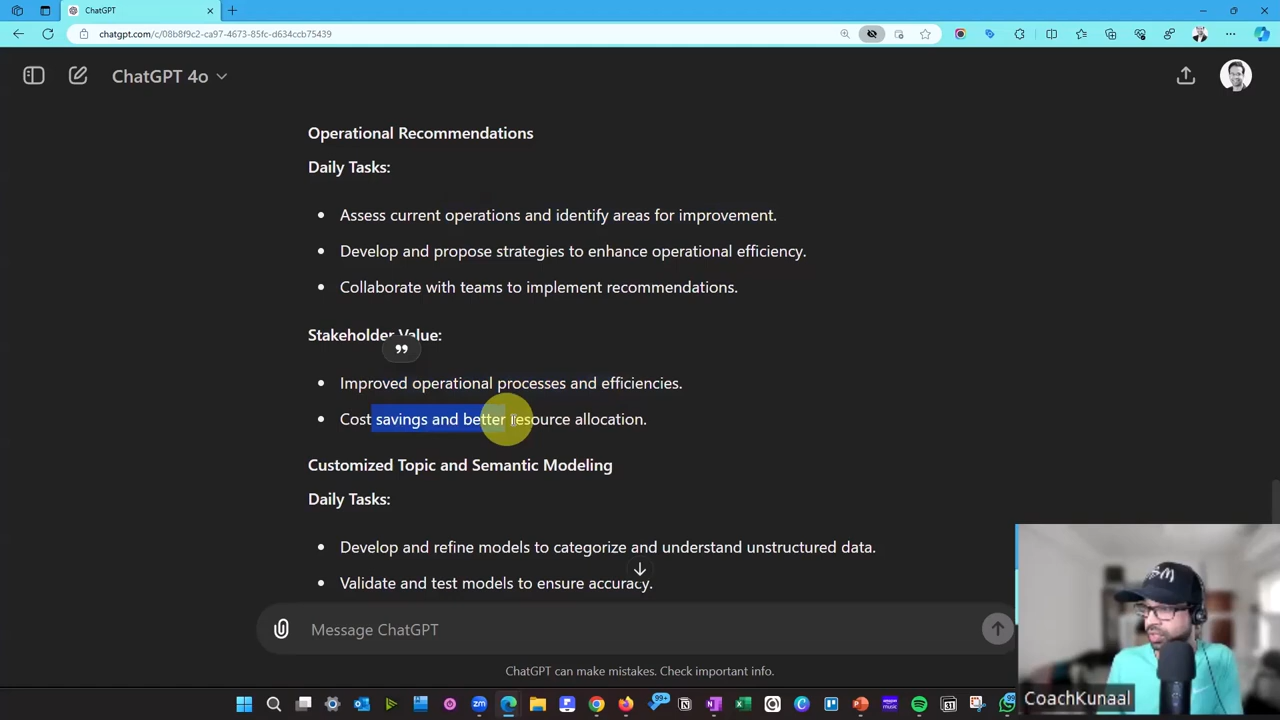 ChatGPT
chatgpt.com/c/08b8f9c2-ca97-4673-85fc-d634ccb75439
ChatGPT 4o
Operational Recommendations
Daily Tasks:
Assess current operations and identify areas for improvement.
Develop and propose strategies to enhance operational efficiency.
Collaborate with teams to implement recommendations.
Stakeholder Value:
Improved operational processes and efficiencies.
Cost savings and better resource allocation.
Customized Topic and Semantic Modeling
Daily Tasks:
Develop and refine models to categorize and understand unstructured data.
Validate and test models to ensure accuracy.
Message ChatGPT
ChatGPT can make mistakes. Check important info.
CoachKunaal
99+